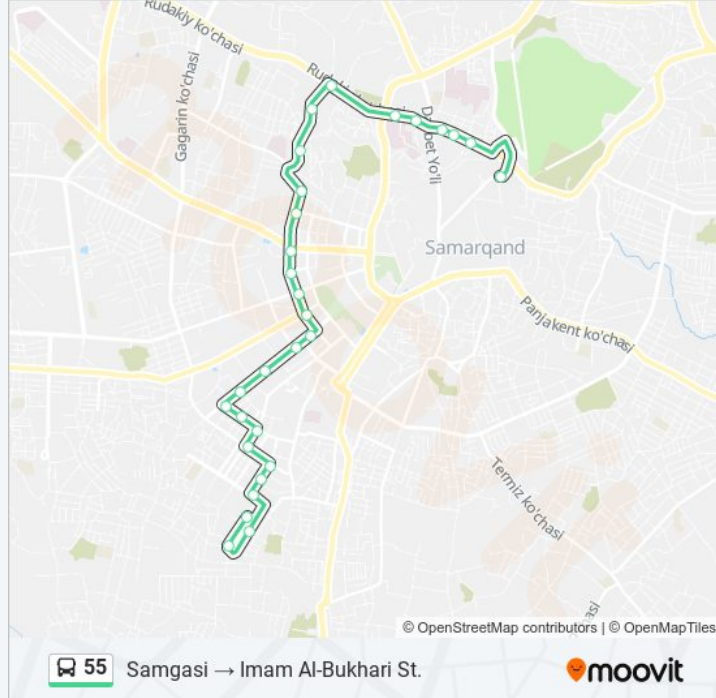 Rudakiy ko'chasi
Gagarin ko'chasi
Samarqand
Panjakent ko'chasi
Termiz ko'chasi
© OpenStreetMap contributors | © OpenMapTiles
55 Samgasi → Imam Al-Bukhari St.
moovit